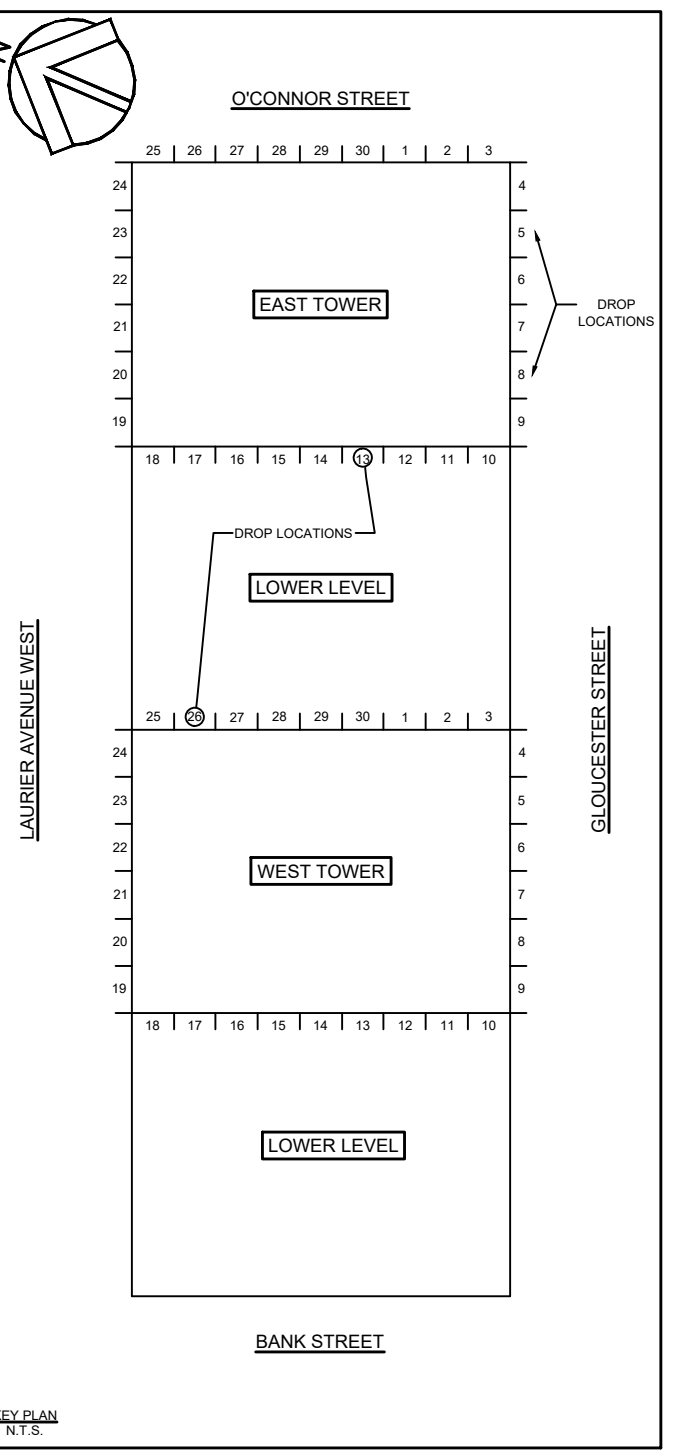 O'CONNOR STREET
25 26 27 28 29 30 1 2 3
24 4
23 5
22 6
EAST TOWER
DROP
LOCATIONS
21 7
20 8
19 9
18 17 16 15 14 13 12 11 10
DROP LOCATIONS
LOWER LEVEL
LAURIER AVENUE WEST
GLOUCESTER STREET
25 26 27 28 29 30 1 2 3
24 4
23 5
22 6
WEST TOWER
21 7
20 8
19 9
18 17 16 15 14 13 12 11 10
LOWER LEVEL
BANK STREET
KEY PLAN
N.T.S.